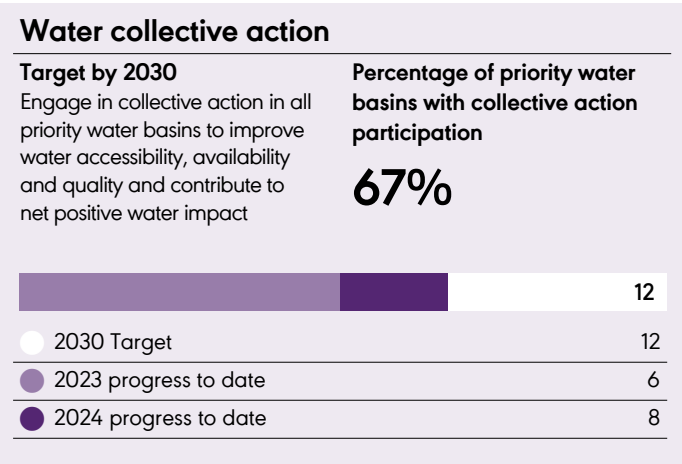 Water collective action
Target by 2030
Engage in collective action in all
priority water basins to improve
water accessibility, availability
and quality and contribute to
net positive water impact
Percentage of priority water
basins with collective action
participation
67%
12
2030 Target 12
2023 progress to date 6
2024 progress to date 8